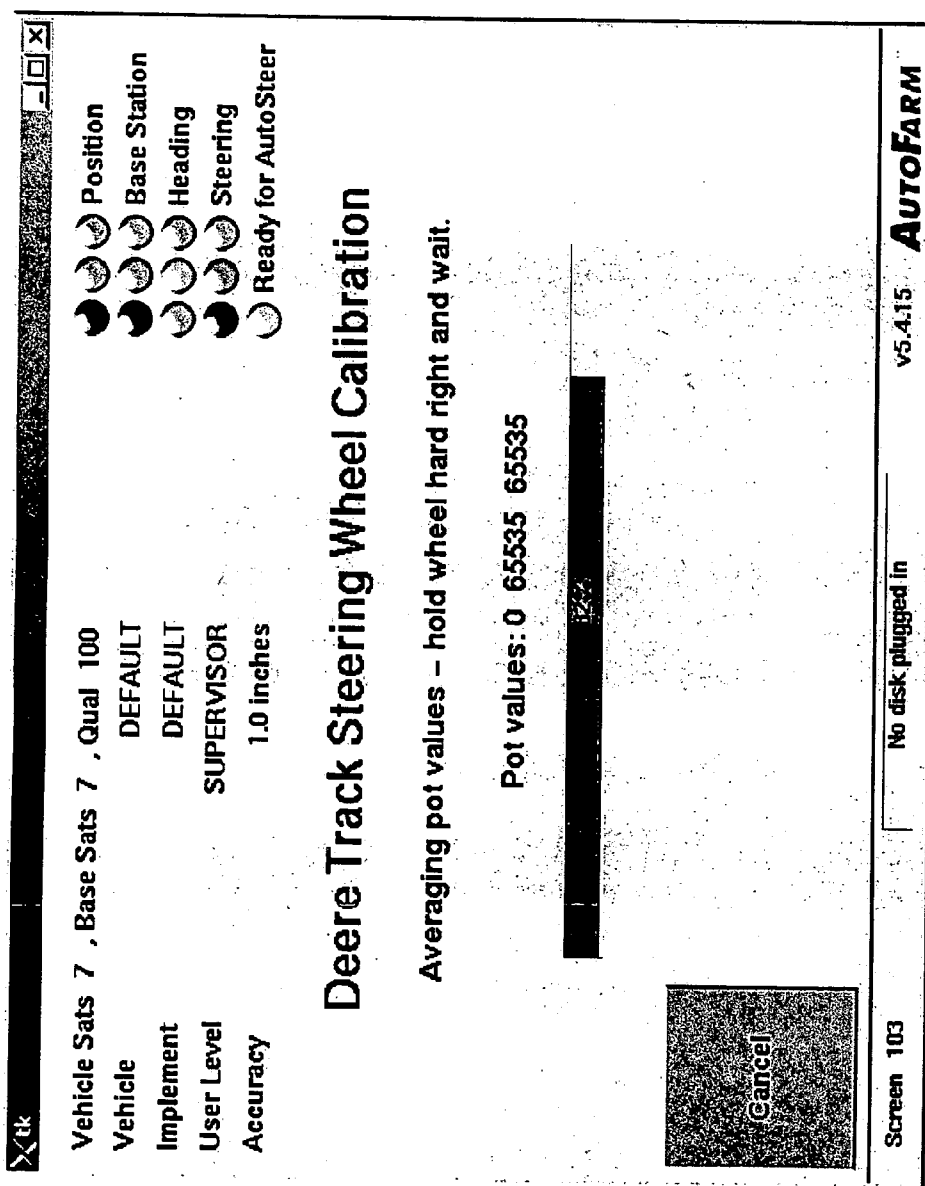 tk
Vehicle Sats 7 , Base Sats 7 , Qual 100
Position
Vehicle DEFAULT
Base Station
Implement DEFAULT
Heading
User Level SUPERVISOR
Steering
Accuracy 1.0 inches
Ready for AutoSteer
Deere Track Steering Wheel Calibration
Averaging pot values – hold wheel hard right and wait.
Pot values: 0 65535 65535
Cancel
Screen 103
No disk plugged in
v5.4.15
AUTOFARM